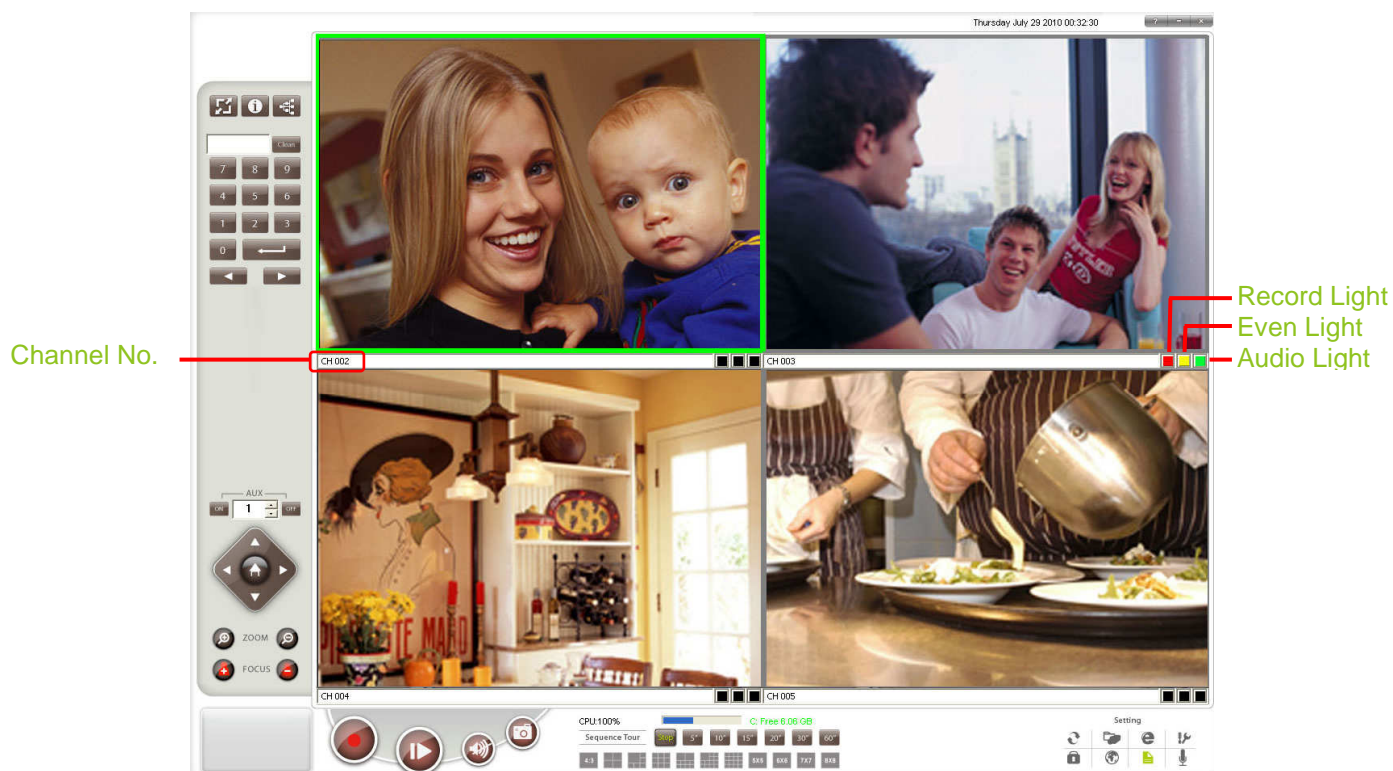 Thursday July 29 2010 00:32:30
? - ×
Clean
7 8 9
4 5 6
1 2 3
0
Record Light
Even Light
Audio Light
Channel No.
CH 002
CH 003
AUX
ON 1 OFF
ZOOM
FOCUS
CH 004
CH 005
CPU:100%
C: Free 8.06 GB
Setting
Sequence Tour
Stop 5" 10" 15" 20" 30" 60"
4:3 5X5 6X6 7X7 8X8